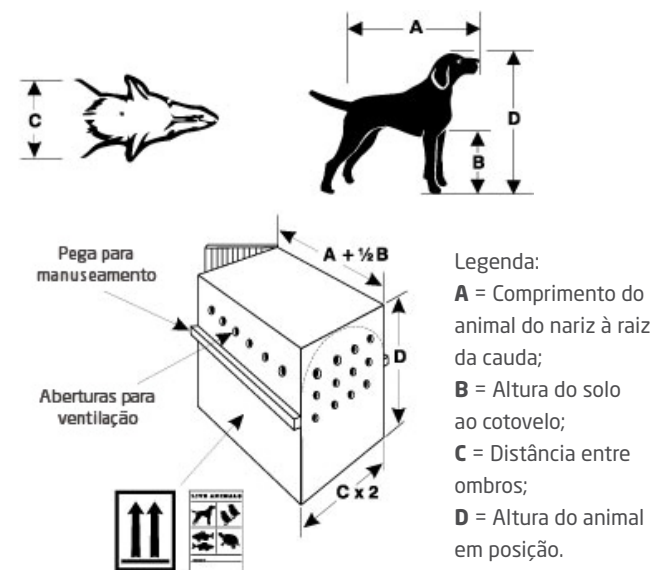 A
C
D
B
Pega para
manuseamento
A + ½ B
Aberturas para
ventilação
D
C x 2
LIVE ANIMALS
Legenda:
A = Comprimento do
animal do nariz à raiz
da cauda;
B = Altura do solo
ao cotovelo;
C = Distância entre
ombros;
D = Altura do animal
em posição.